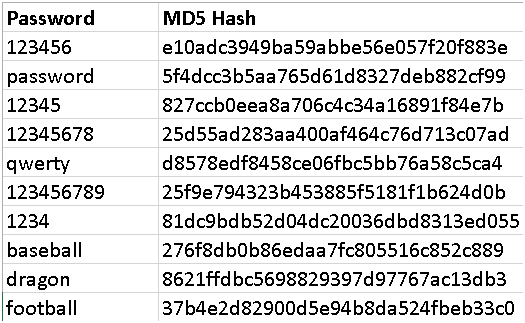 Password MD5 Hash
123456 e10adc3949ba59abbe56e057f20f883e
password 5f4dcc3b5aa765d61d8327deb882cf99
12345 827ccb0eea8a706c4c34a16891f84e7b
12345678 25d55ad283aa400af464c76d713c07ad
qwerty d8578edf8458ce06fbc5bb76a58c5ca4
123456789 25f9e794323b453885f5181f1b624d0b
1234 81dc9bdb52d04dc20036dbd8313ed055
baseball 276f8db0b86edaa7fc805516c852c889
dragon 8621ffdbc5698829397d97767ac13db3
football 37b4e2d82900d5e94b8da524fbeb33c0